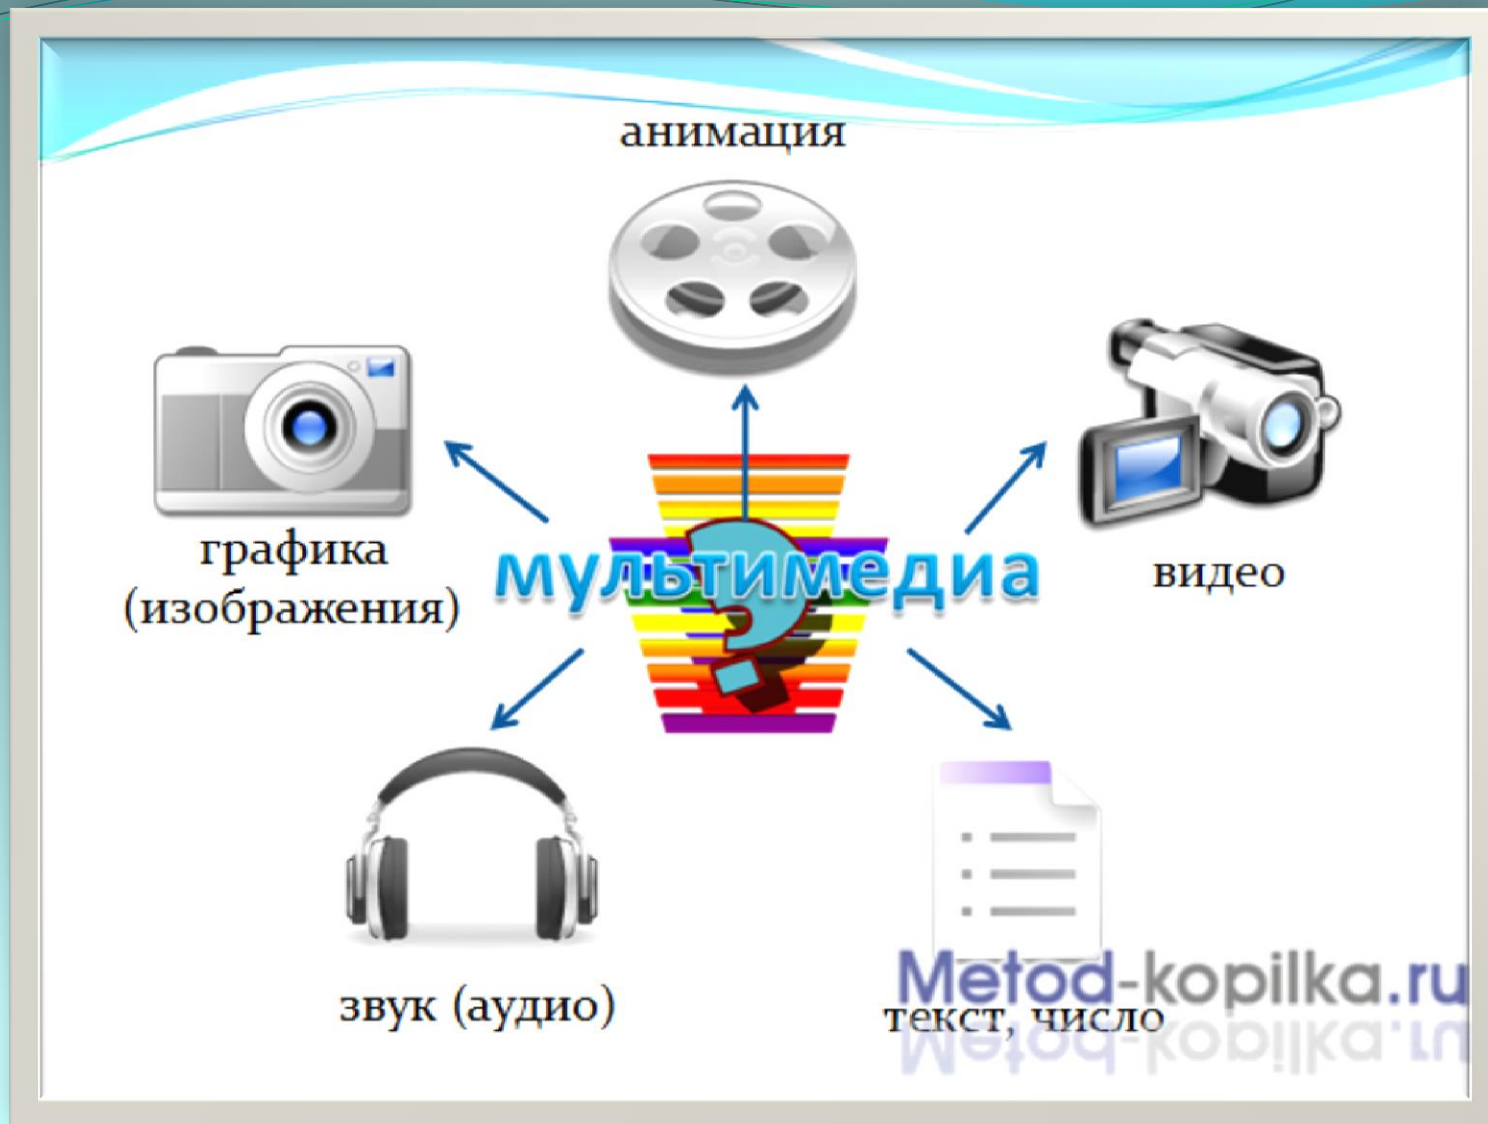 анимация
графика
(изображения)
мультимедиа
?
видео
звук (аудио)
текст, число
Metod-kopilka.ru